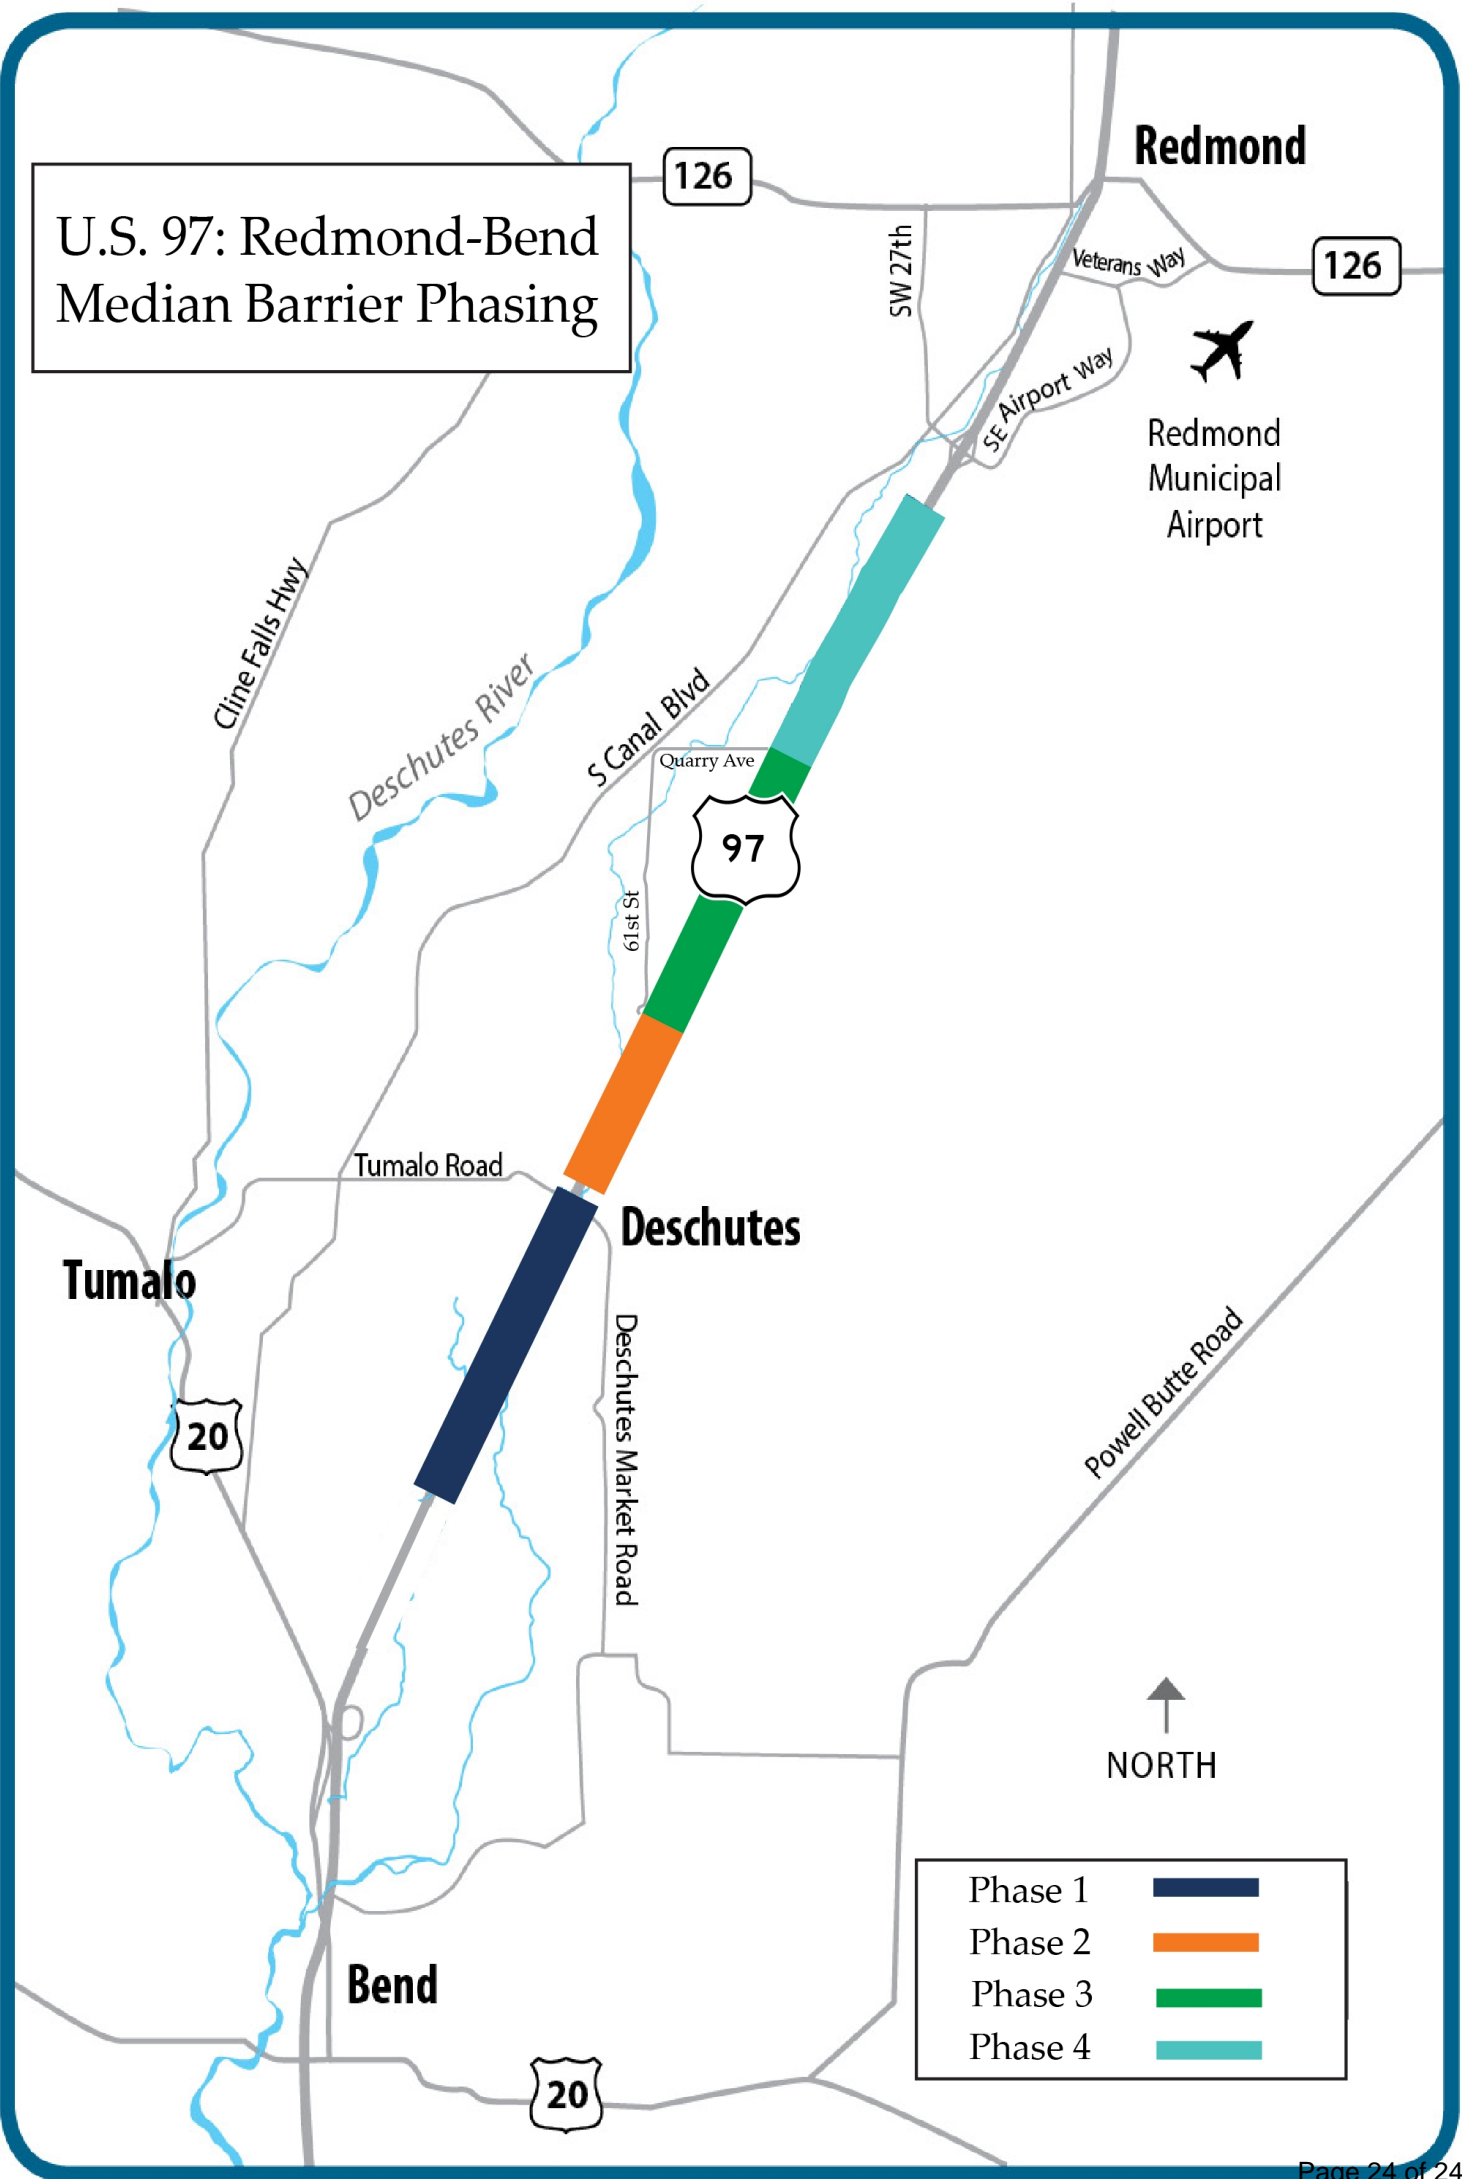 Redmond
126
U.S. 97: Redmond-Bend
Median Barrier Phasing
SW 27th
Veterans Way
126
SE Airport Way
Redmond
Municipal
Airport
Cline Falls Hwy
Deschutes River
S Canal Blvd
Quarry Ave
97
61st St
Tumalo Road
Deschutes
Tumalo
Deschutes Market Road
Powell Butte Road
20
NORTH
Phase 1
Phase 2
Phase 3
Phase 4
Bend
20
Page 24 of 24